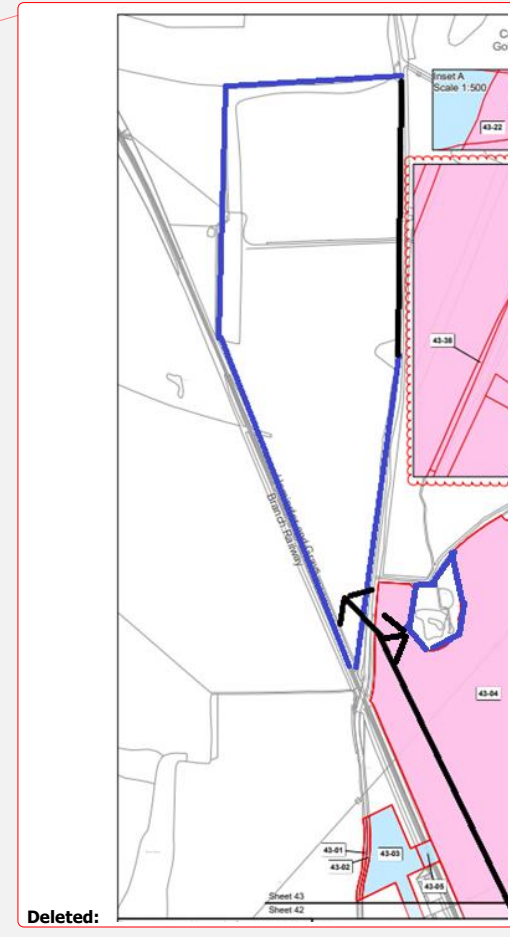 C
Go
Inset A
Scale 1:500
43-22
43-38
Branch Railway
43-04
43-01
43-03
43-02
43-05
Sheet 43
Sheet 42
Deleted: